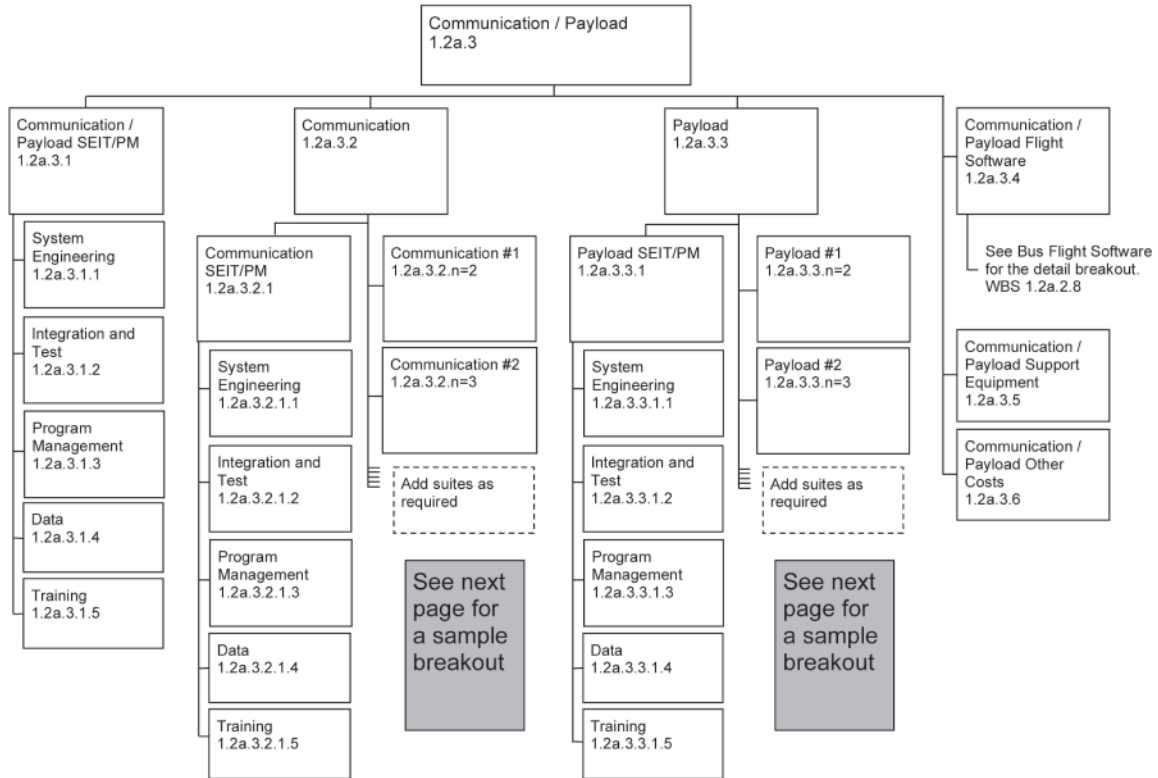 Communication / Payload
1.2a.3
Communication /
Payload SEIT/PM
1.2a.3.1
System
Engineering
1.2a.3.1.1
Integration and
Test
1.2a.3.1.2
Program
Management
1.2a.3.1.3
Data
1.2a.3.1.4
Training
1.2a.3.1.5
Communication
1.2a.3.2
Communication
SEIT/PM
1.2a.3.2.1
System
Engineering
1.2a.3.2.1.1
Integration and
Test
1.2a.3.2.1.2
Program
Management
1.2a.3.2.1.3
Data
1.2a.3.2.1.4
Training
1.2a.3.2.1.5
Communication #1
1.2a.3.2.n=2
Communication #2
1.2a.3.2.n=3
Add suites as
required
See next
page for
a sample
breakout
Payload
1.2a.3.3
Payload SEIT/PM
1.2a.3.3.1
System
Engineering
1.2a.3.3.1.1
Integration and
Test
1.2a.3.3.1.2
Program
Management
1.2a.3.3.1.3
Data
1.2a.3.3.1.4
Training
1.2a.3.3.1.5
Payload #1
1.2a.3.3.n=2
Payload #2
1.2a.3.3.n=3
Add suites as
required
See next
page for
a sample
breakout
Communication /
Payload Flight
Software
1.2a.3.4
See Bus Flight Software
for the detail breakout.
WBS 1.2a.2.8
Communication /
Payload Support
Equipment
1.2a.3.5
Communication /
Payload Other
Costs
1.2a.3.6